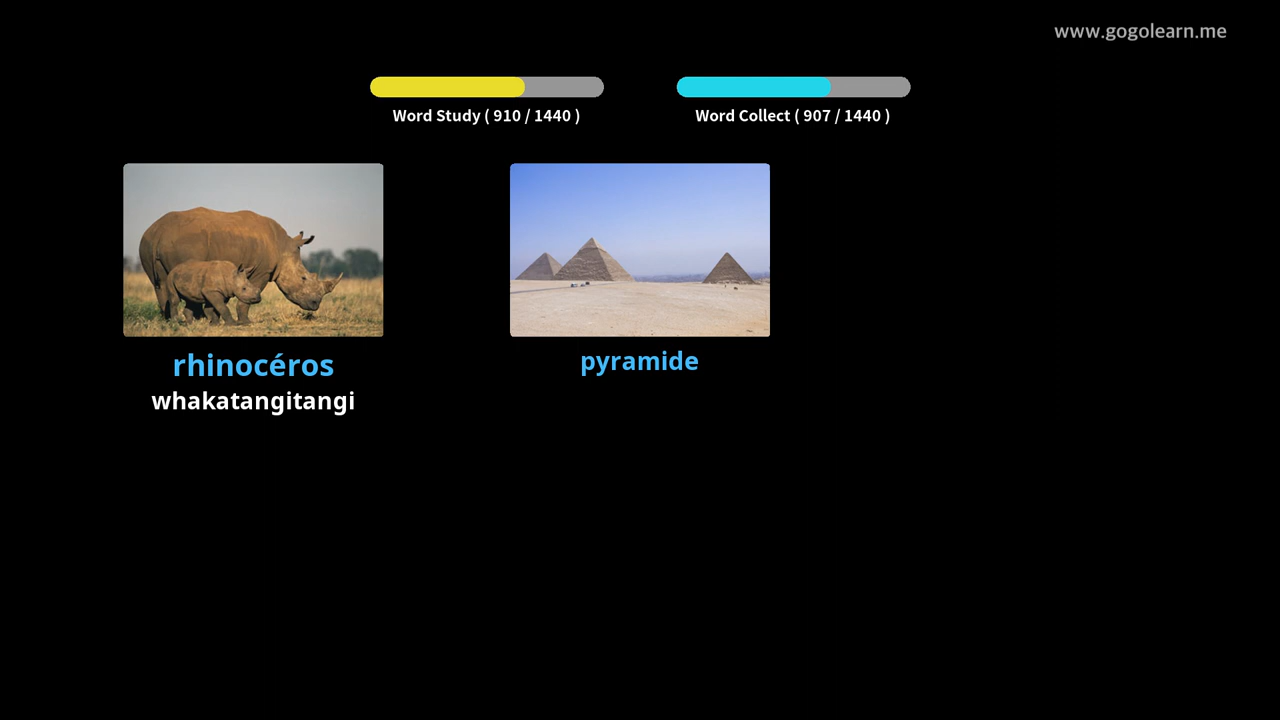 www.gogolearn.me
Word Study ( 910 / 1440 )
Word Collect ( 907 / 1440 )
rhinocéros
whakatangitangi
pyramide